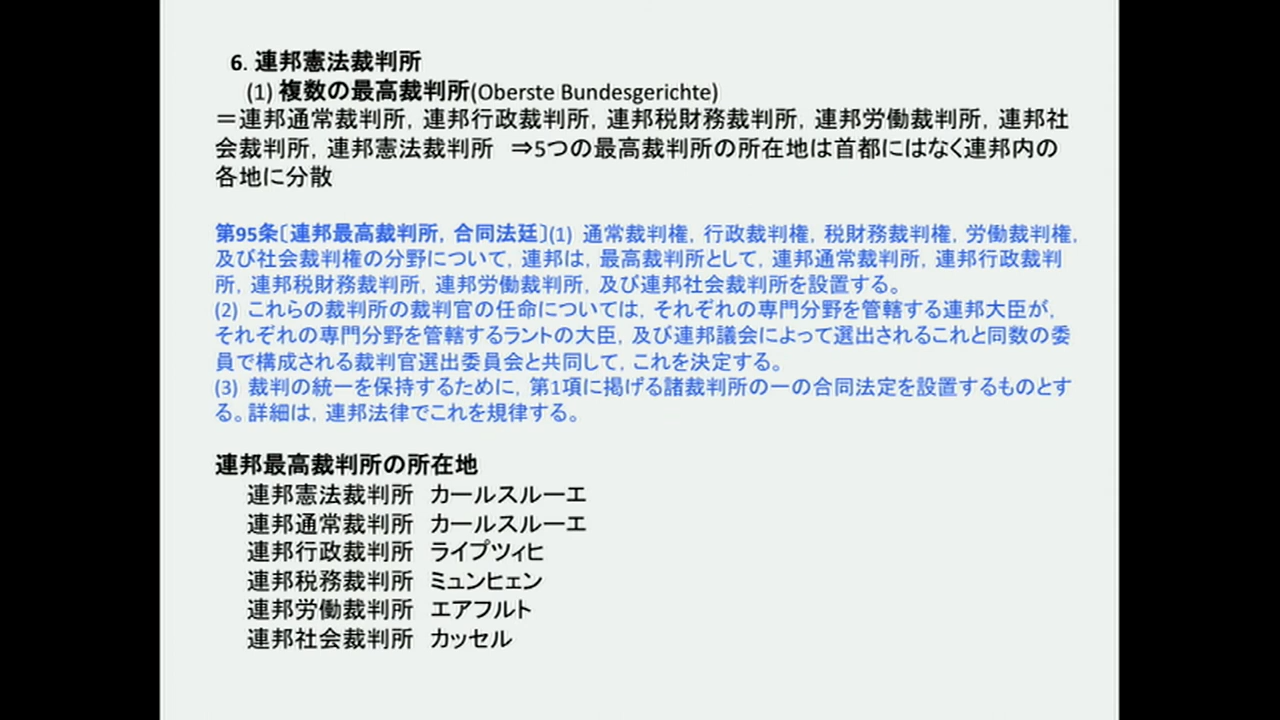 6. 連邦憲法裁判所
(1) 複数の最高裁判所(Oberste Bundesgerichte)
＝連邦通常裁判所，連邦行政裁判所，連邦税財務裁判所，連邦労働裁判所，連邦社
会裁判所，連邦憲法裁判所　⇒5つの最高裁判所の所在地は首都にはなく連邦内の
各地に分散
第95条〔連邦最高裁判所，合同法廷〕(1) 通常裁判権，行政裁判権，税財務裁判権，労働裁判権，
及び社会裁判権の分野について，連邦は，最高裁判所として，連邦通常裁判所，連邦行政裁判
所，連邦税財務裁判所，連邦労働裁判所，及び連邦社会裁判所を設置する。
(2) これらの裁判所の裁判官の任命については，それぞれの専門分野を管轄する連邦大臣が，
それぞれの専門分野を管轄するラントの大臣，及び連邦議会によって選出されるこれと同数の委
員で構成される裁判官選出委員会と共同して，これを決定する。
(3) 裁判の統一を保持するために，第1項に掲げる諸裁判所の一の合同法定を設置するものとす
る。詳細は，連邦法律でこれを規律する。
連邦最高裁判所の所在地
連邦憲法裁判所　カールスルーエ
連邦通常裁判所　カールスルーエ
連邦行政裁判所　ライプツィヒ
連邦税務裁判所　ミュンヒェン
連邦労働裁判所　エアフルト
連邦社会裁判所　カッセル